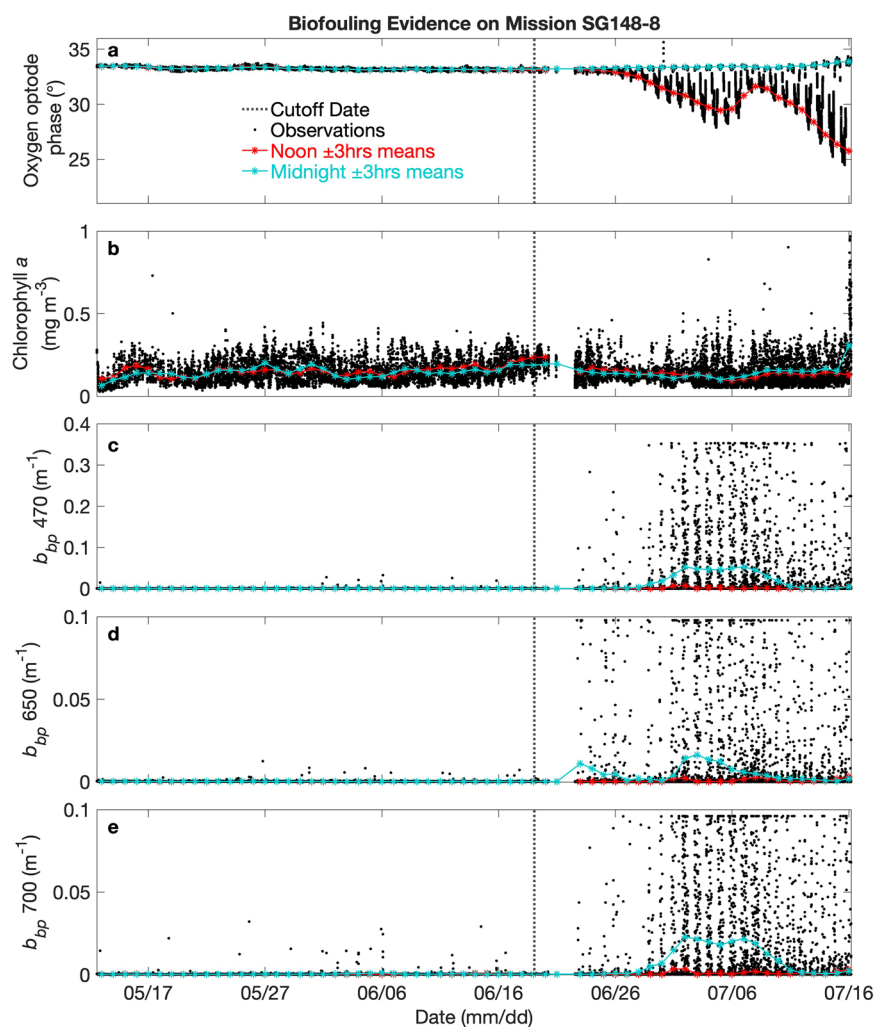 Biofouling Evidence on Mission SG148-8
a
Oxygen optode
phase (°)
35
30
25
Cutoff Date
Observations
Noon ±3hrs means
Midnight ±3hrs means
b
Chlorophyll a
(mg m⁻³)
1
0.5
0
c
b_bp 470 (m⁻¹)
0.4
0.3
0.2
0.1
0
d
b_bp 650 (m⁻¹)
0.1
0.05
0
e
b_bp 700 (m⁻¹)
0.1
0.05
0
05/17 05/27 06/06 06/16 06/26 07/06 07/16
Date (mm/dd)